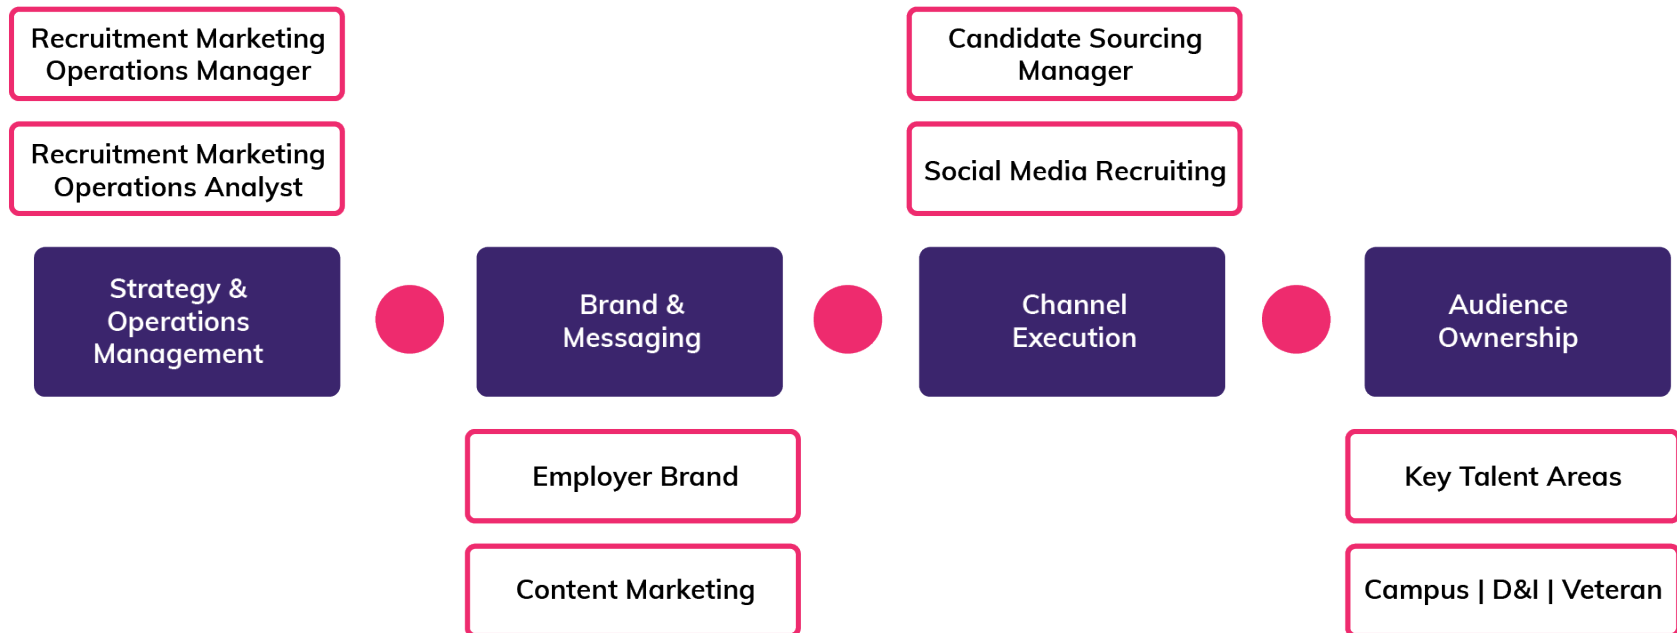 Recruitment Marketing
Operations Manager
Candidate Sourcing
Manager
Recruitment Marketing
Operations Analyst
Social Media Recruiting
Strategy &
Operations
Management
Brand &
Messaging
Channel
Execution
Audience
Ownership
Employer Brand
Key Talent Areas
Content Marketing
Campus | D&I | Veteran